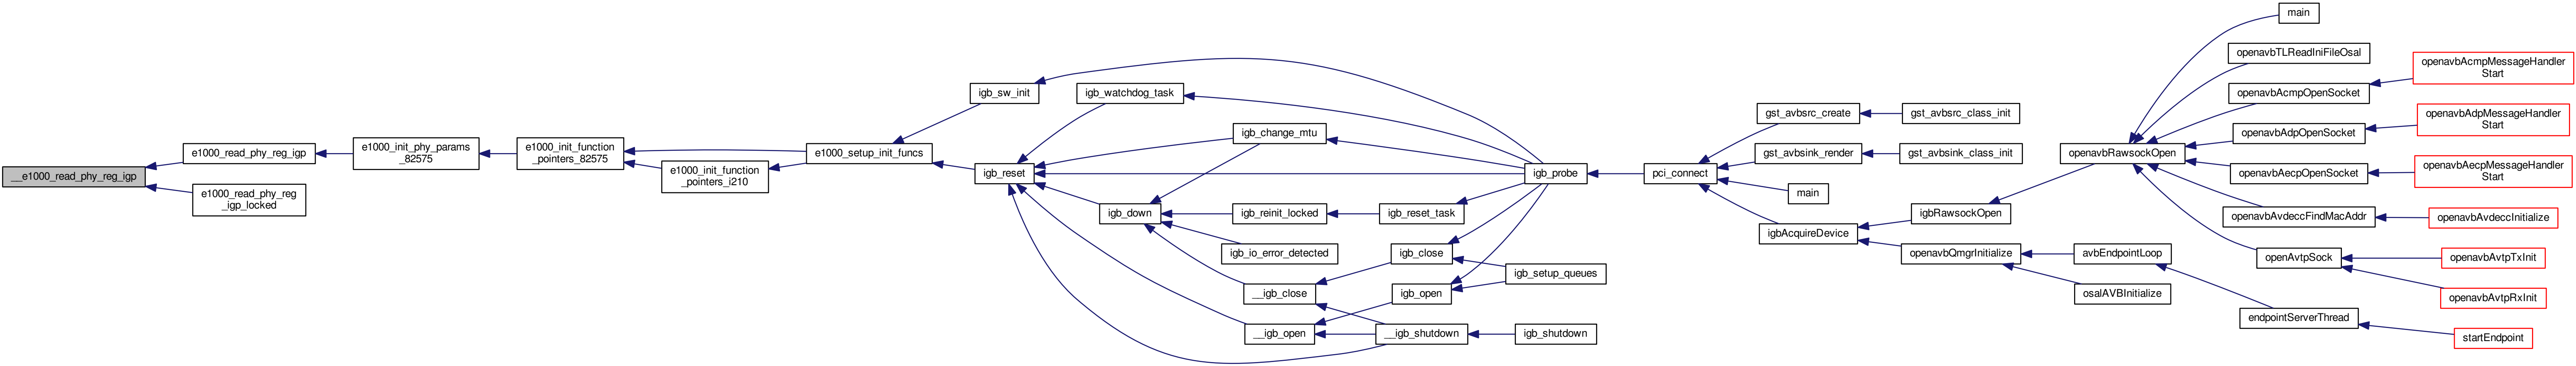 __e1000_read_phy_reg_igp
e1000_read_phy_reg_igp
e1000_read_phy_reg
_igp_locked
e1000_init_phy_params
_82575
e1000_init_function
_pointers_82575
e1000_init_function
_pointers_i210
e1000_setup_init_funcs
igb_sw_init
igb_reset
igb_watchdog_task
igb_change_mtu
igb_down
igb_reinit_locked
igb_reset_task
igb_io_error_detected
__igb_close
igb_close
igb_setup_queues
igb_open
__igb_open
__igb_shutdown
igb_shutdown
igb_probe
pci_connect
gst_avbsrc_create
gst_avbsrc_class_init
gst_avbsink_render
gst_avbsink_class_init
main
igbAcquireDevice
igbRawsockOpen
openavbQmgrInitialize
avbEndpointLoop
osalAVBInitialize
openavbRawsockOpen
main
openavbTLReadIniFileOsal
openavbAcmpOpenSocket
openavbAcmpMessageHandler
Start
openavbAdpOpenSocket
openavbAdpMessageHandler
Start
openavbAecpOpenSocket
openavbAecpMessageHandler
Start
openavbAvdeccFindMacAddr
openavbAvdeccInitialize
openAvtpSock
openavbAvtpTxInit
openavbAvtpRxInit
endpointServerThread
startEndpoint